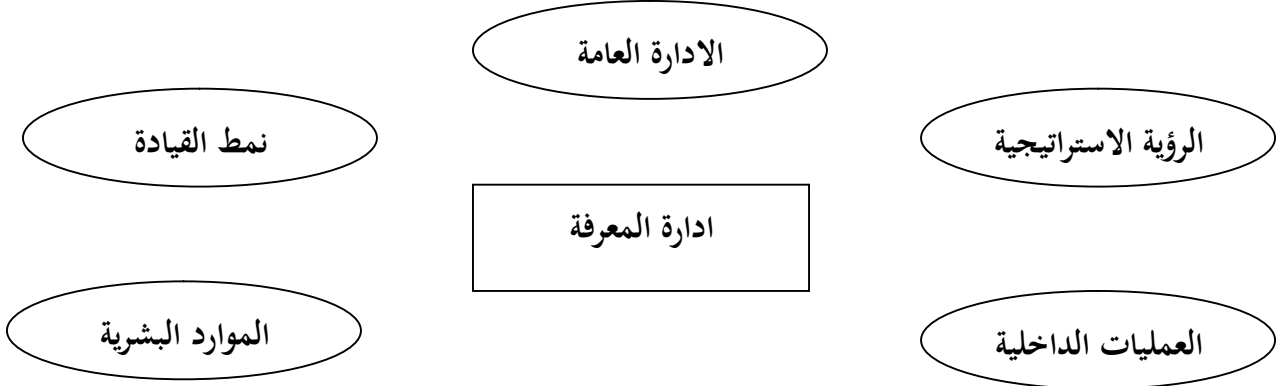 الادارة العامة
الرؤية الاستراتيجية
نمط القيادة
ادارة المعرفة
العمليات الداخلية
الموارد البشرية